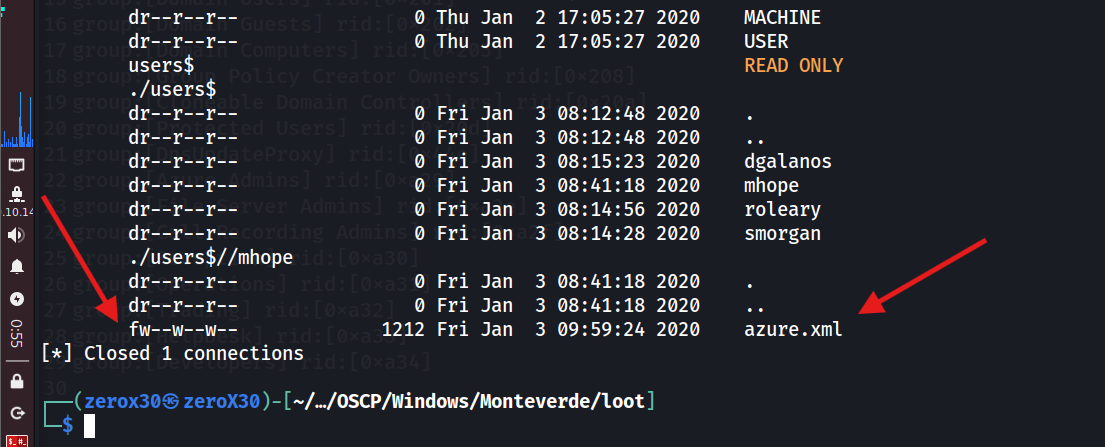 dr--r--r-- 0 Thu Jan 2 17:05:27 2020 MACHINE
dr--r--r-- 0 Thu Jan 2 17:05:27 2020 USER
users$ READ ONLY
./users$
dr--r--r-- 0 Fri Jan 3 08:12:48 2020 .
dr--r--r-- 0 Fri Jan 3 08:12:48 2020 ..
dr--r--r-- 0 Fri Jan 3 08:15:23 2020 dgalanos
dr--r--r-- 0 Fri Jan 3 08:41:18 2020 mhope
dr--r--r-- 0 Fri Jan 3 08:14:56 2020 roleary
dr--r--r-- 0 Fri Jan 3 08:14:28 2020 smorgan
./users$//mhope
dr--r--r-- 0 Fri Jan 3 08:41:18 2020 .
dr--r--r-- 0 Fri Jan 3 08:41:18 2020 ..
fw--w--w-- 1212 Fri Jan 3 09:59:24 2020 azure.xml
[*] Closed 1 connections
(zerox30㉿zeroX30)-[~/…/OSCP/Windows/Monteverde/loot]
$
.10.14
0:55